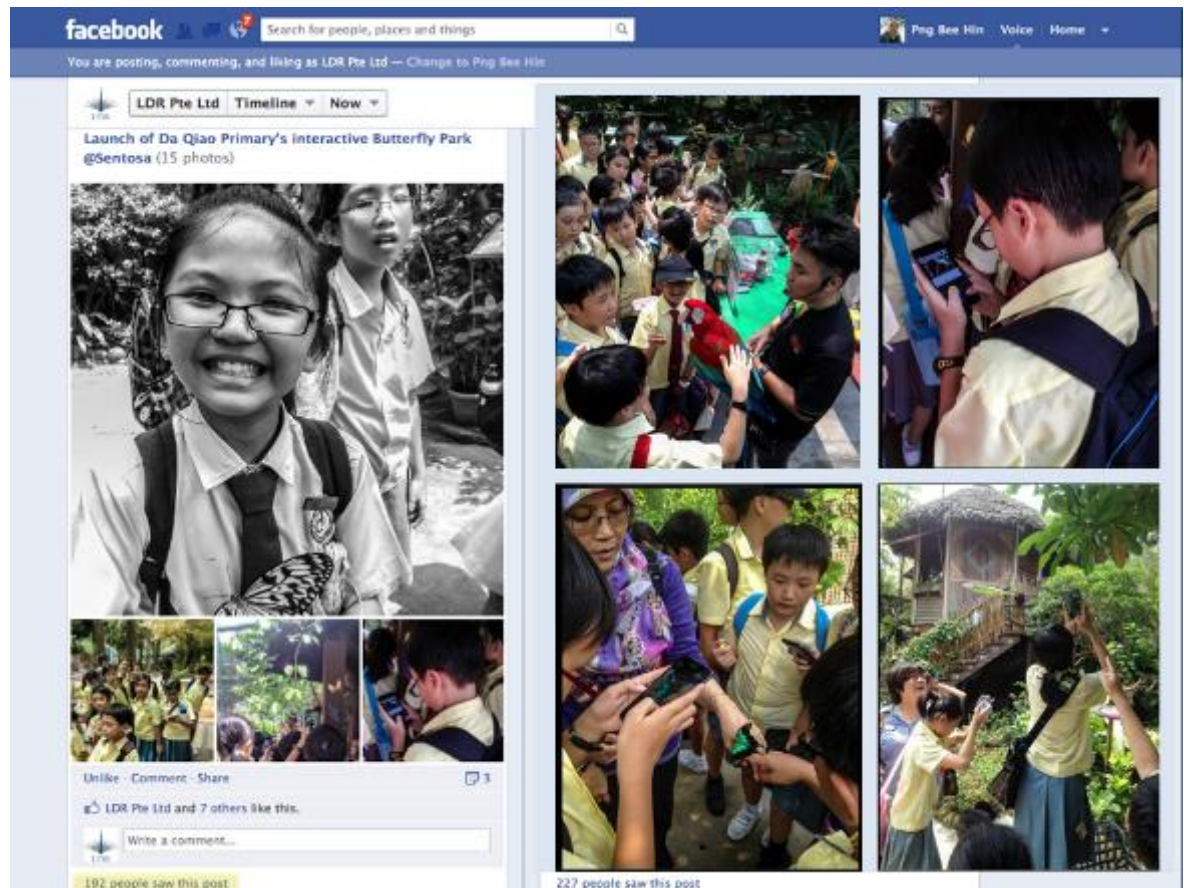 facebook
7
Search for people, places and things
Png Bee Hin Voice Home
You are posting, commenting, and liking as LDR Pte Ltd — Change to Png Bee Hin
LDR Pte Ltd Timeline Now
Launch of Da Qiao Primary's interactive Butterfly Park
@Sentosa (15 photos)
Unlike · Comment · Share 3
LDR Pte Ltd and 7 others like this.
Write a comment...
192 people saw this post
227 people saw this post